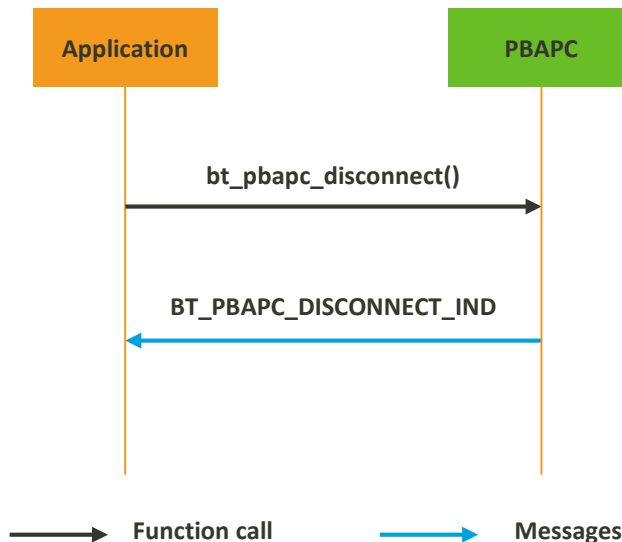 Application
PBAPC
bt_pbapc_disconnect()
BT_PBAPC_DISCONNECT_IND
Function call
Messages